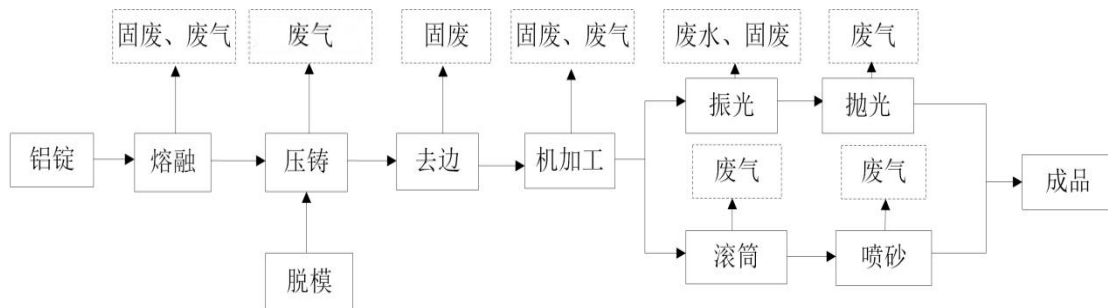 固废、废气
废气
固废
固废、废气
废水、固废
废气
振光
抛光
铝锭
熔融
压铸
去边
机加工
成品
废气
废气
滚筒
喷砂
脱模